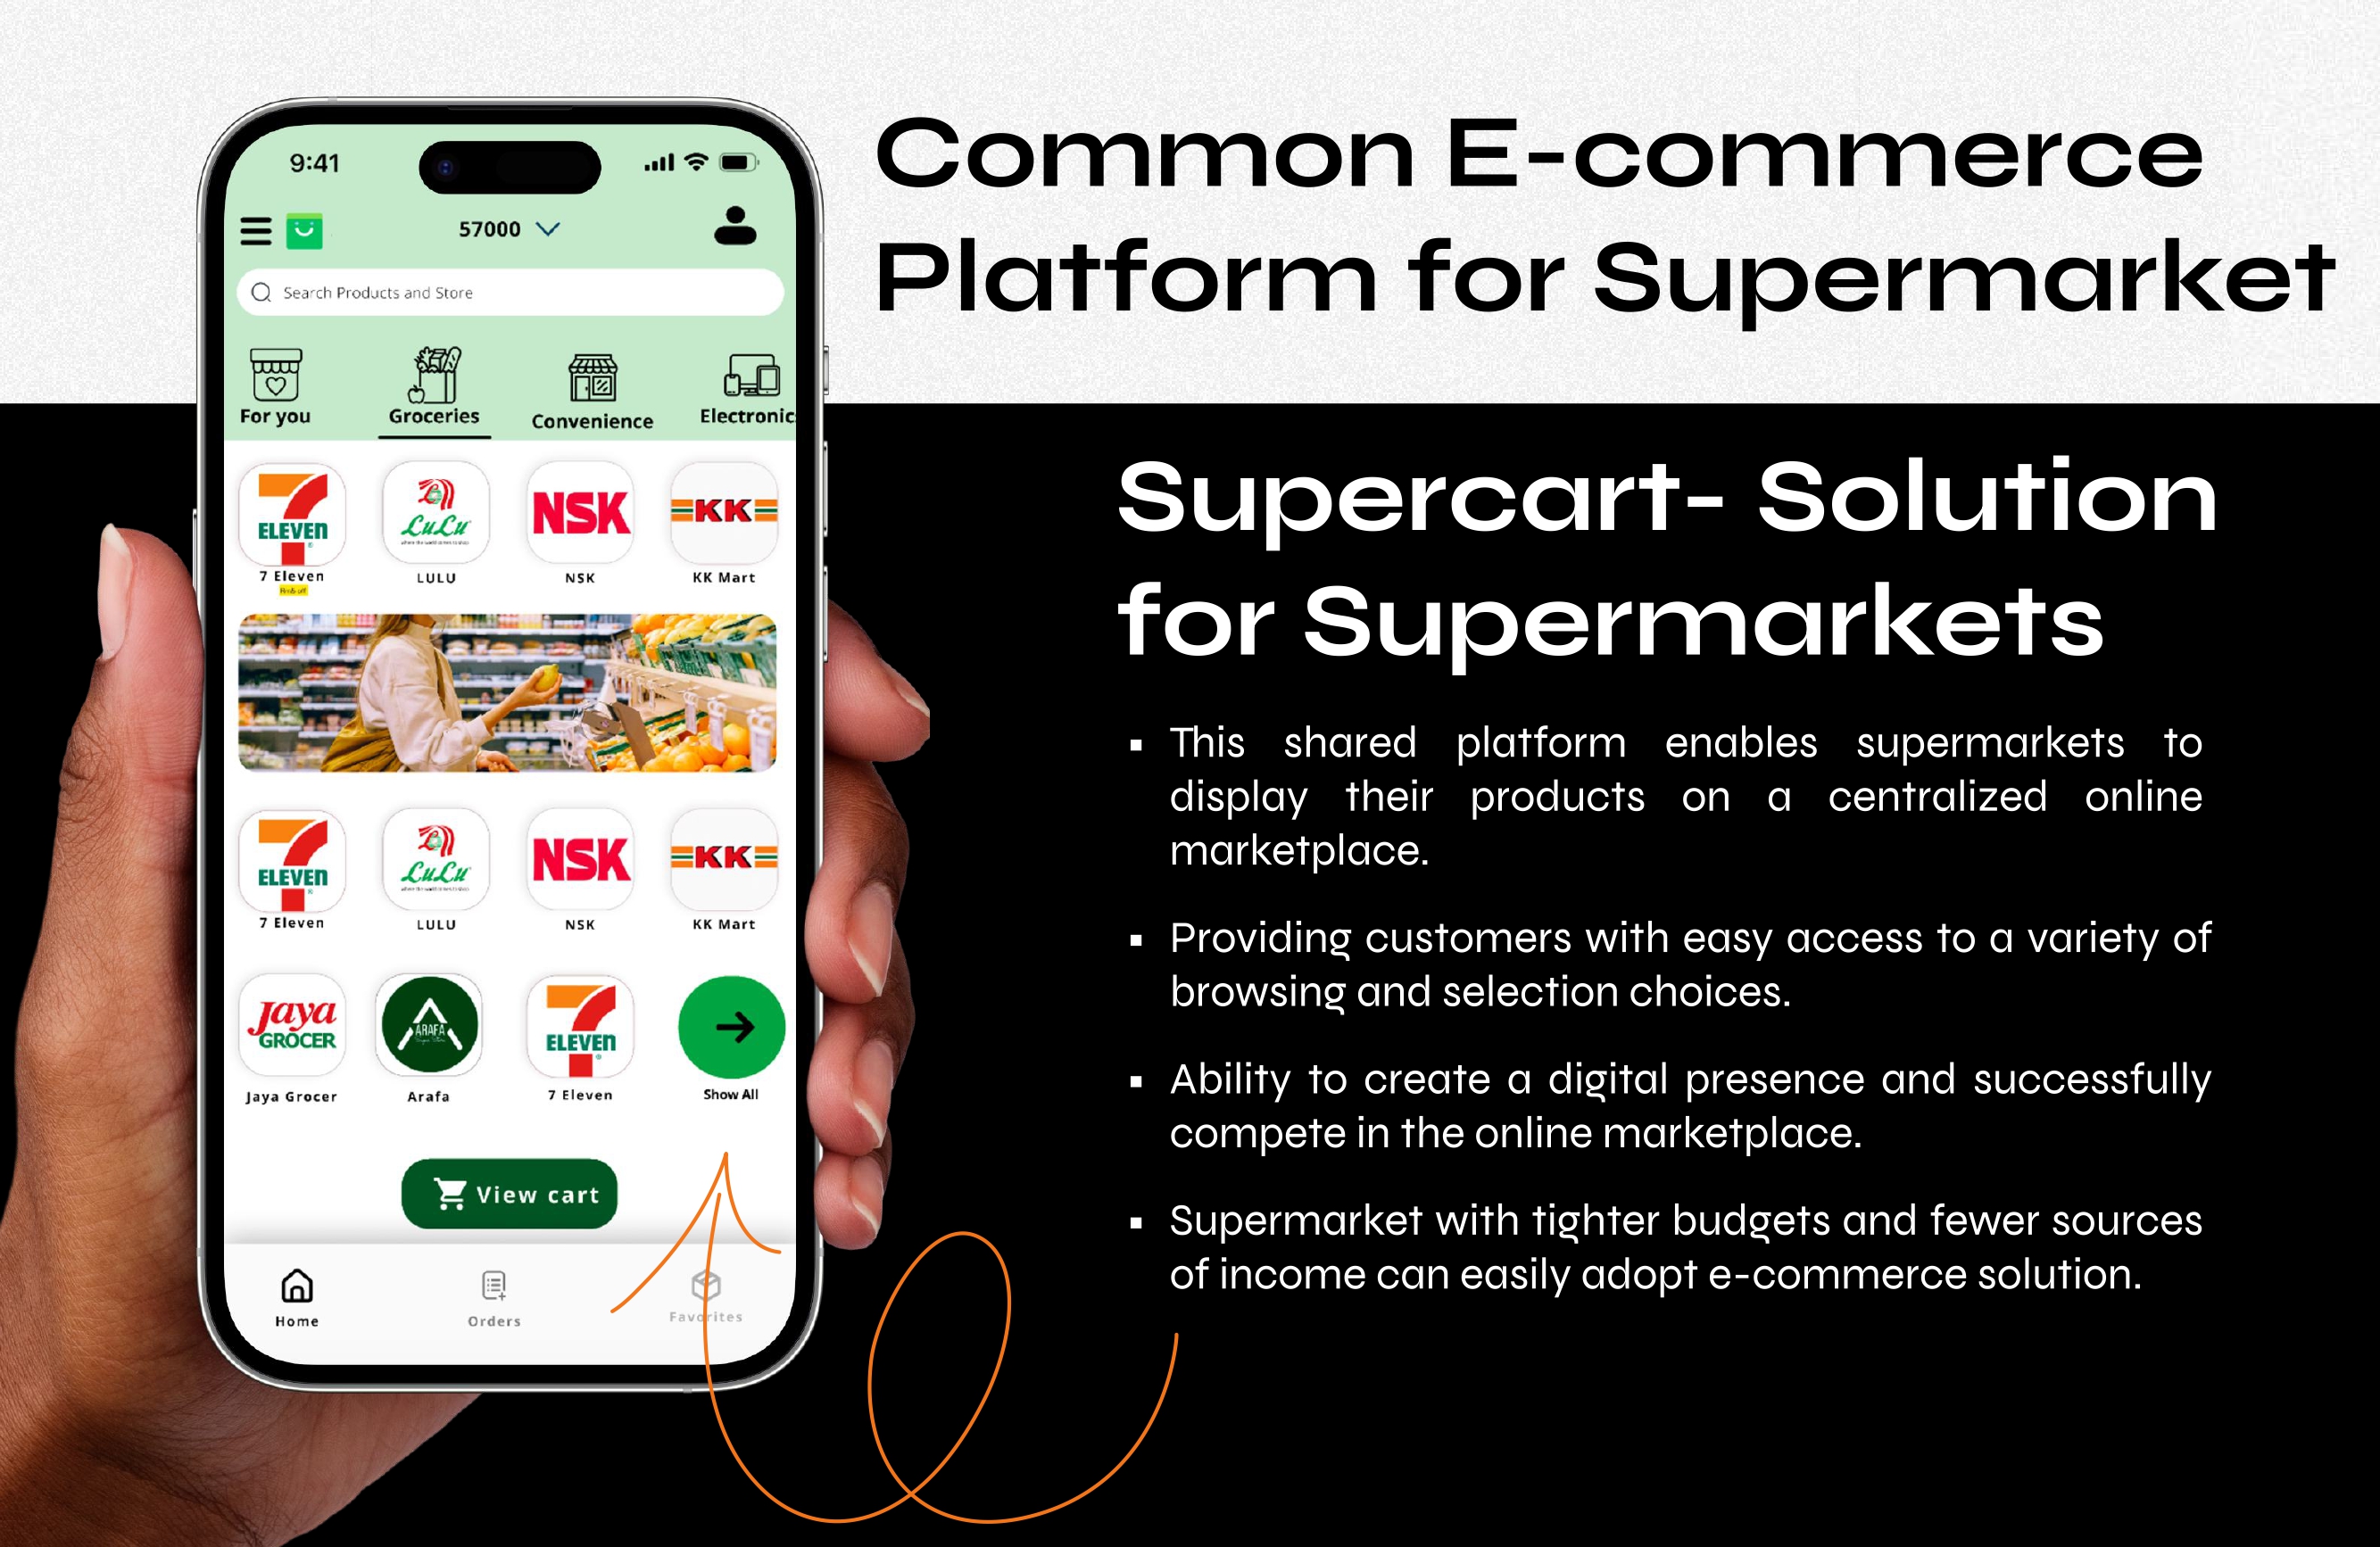 Common E-commerce
Platform for Supermarket
9:41
57000
Search Products and Store
For you
Groceries
Convenience
Electronic
7 ELEVEn ®
LuLu
NSK
KK
7 Eleven
LULU
NSK
KK Mart
7 ELEVEn ®
LuLu
NSK
KK
7 Eleven
LULU
NSK
KK Mart
Jaya
GROCER
ARAFA
7 ELEVEn ®
Jaya Grocer
Arafa
7 Eleven
Show All
View cart
Home
Orders
Favorites
Supercart- Solution
for Supermarkets
▪ This shared platform enables supermarkets to
display their products on a centralized online
marketplace.
▪ Providing customers with easy access to a variety of
browsing and selection choices.
▪ Ability to create a digital presence and successfully
compete in the online marketplace.
▪ Supermarket with tighter budgets and fewer sources
of income can easily adopt e-commerce solution.